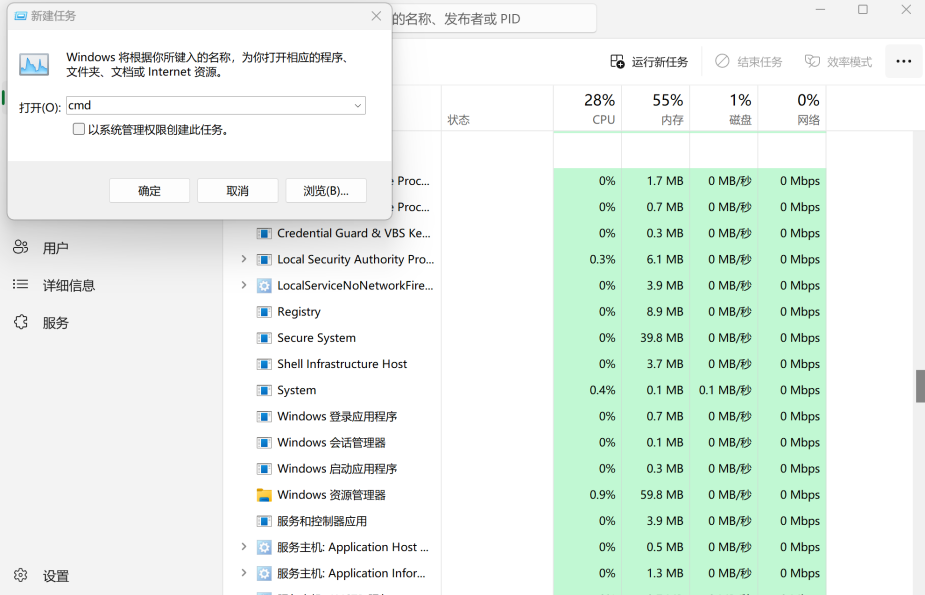 新建任务
Windows 将根据你所键入的名称，为你打开相应的程序、
文件夹、文档或 Internet 资源。
打开(O): cmd
以系统管理权限创建此任务。
确定 取消 浏览(B)...
的名称、发布者或 PID
运行新任务 结束任务 效率模式
28% 55% 1% 0%
状态 CPU 内存 磁盘 网络
Proc... 0% 1.7 MB 0 MB/秒 0 Mbps
Proc... 0% 0.7 MB 0 MB/秒 0 Mbps
Credential Guard & VBS Ke... 0% 0.3 MB 0 MB/秒 0 Mbps
Local Security Authority Pro... 0.3% 6.1 MB 0 MB/秒 0 Mbps
LocalServiceNoNetworkFire... 0% 3.9 MB 0 MB/秒 0 Mbps
Registry 0% 8.9 MB 0 MB/秒 0 Mbps
Secure System 0% 39.8 MB 0 MB/秒 0 Mbps
Shell Infrastructure Host 0% 3.7 MB 0 MB/秒 0 Mbps
System 0.4% 0.1 MB 0.1 MB/秒 0 Mbps
Windows 登录应用程序 0% 0.7 MB 0 MB/秒 0 Mbps
Windows 会话管理器 0% 0.1 MB 0 MB/秒 0 Mbps
Windows 启动应用程序 0% 0.3 MB 0 MB/秒 0 Mbps
Windows 资源管理器 0.9% 59.8 MB 0 MB/秒 0 Mbps
服务和控制器应用 0% 3.9 MB 0 MB/秒 0 Mbps
服务主机: Application Host ... 0% 0.5 MB 0 MB/秒 0 Mbps
服务主机: Application Infor... 0% 1.3 MB 0 MB/秒 0 Mbps
用户
详细信息
服务
设置